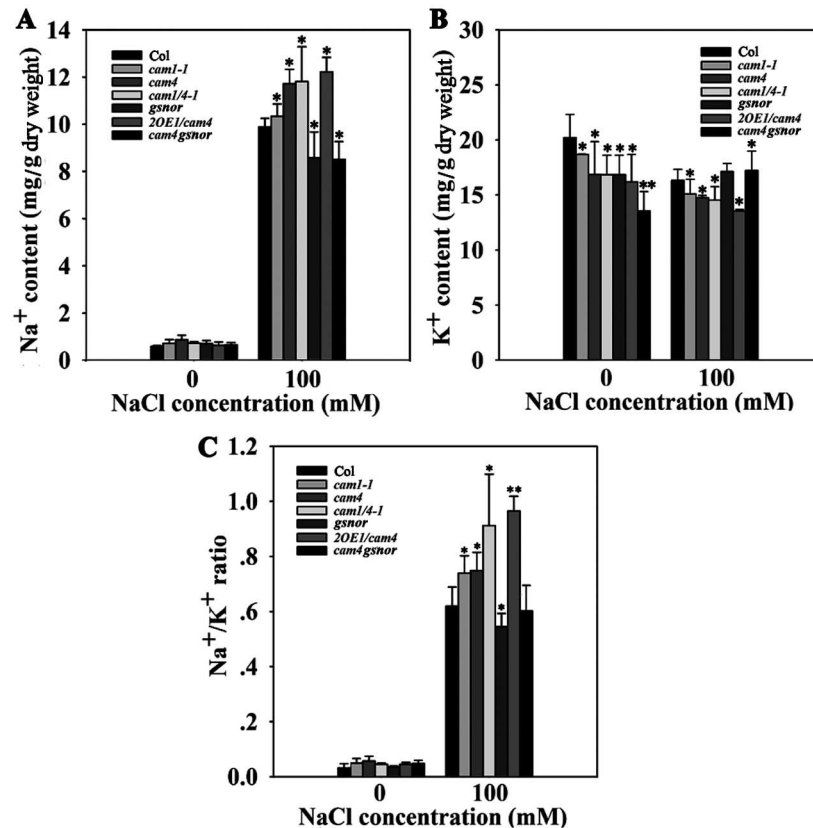 A
14
12
10
8
6
4
2
0
Na+ content (mg/g dry weight)
Col
cam1-1
cam4
cam1/4-1
gsnor
2OE1/cam4
cam4gsnor
* * * * * *
0 100
NaCl concentration (mM)
B
30
25
20
15
10
5
0
K+ content (mg/g dry weight)
Col
cam1-1
cam4
cam1/4-1
gsnor
2OE1/cam4
cam4gsnor
* * * * * ** * * * * *
0 100
NaCl concentration (mM)
C
1.2
1.0
.8
.6
.4
.2
0.0
Na+/K+ ratio
Col
cam1-1
cam4
cam1/4-1
gsnor
2OE1/cam4
cam4gsnor
* * * * **
0 100
NaCl concentration (mM)